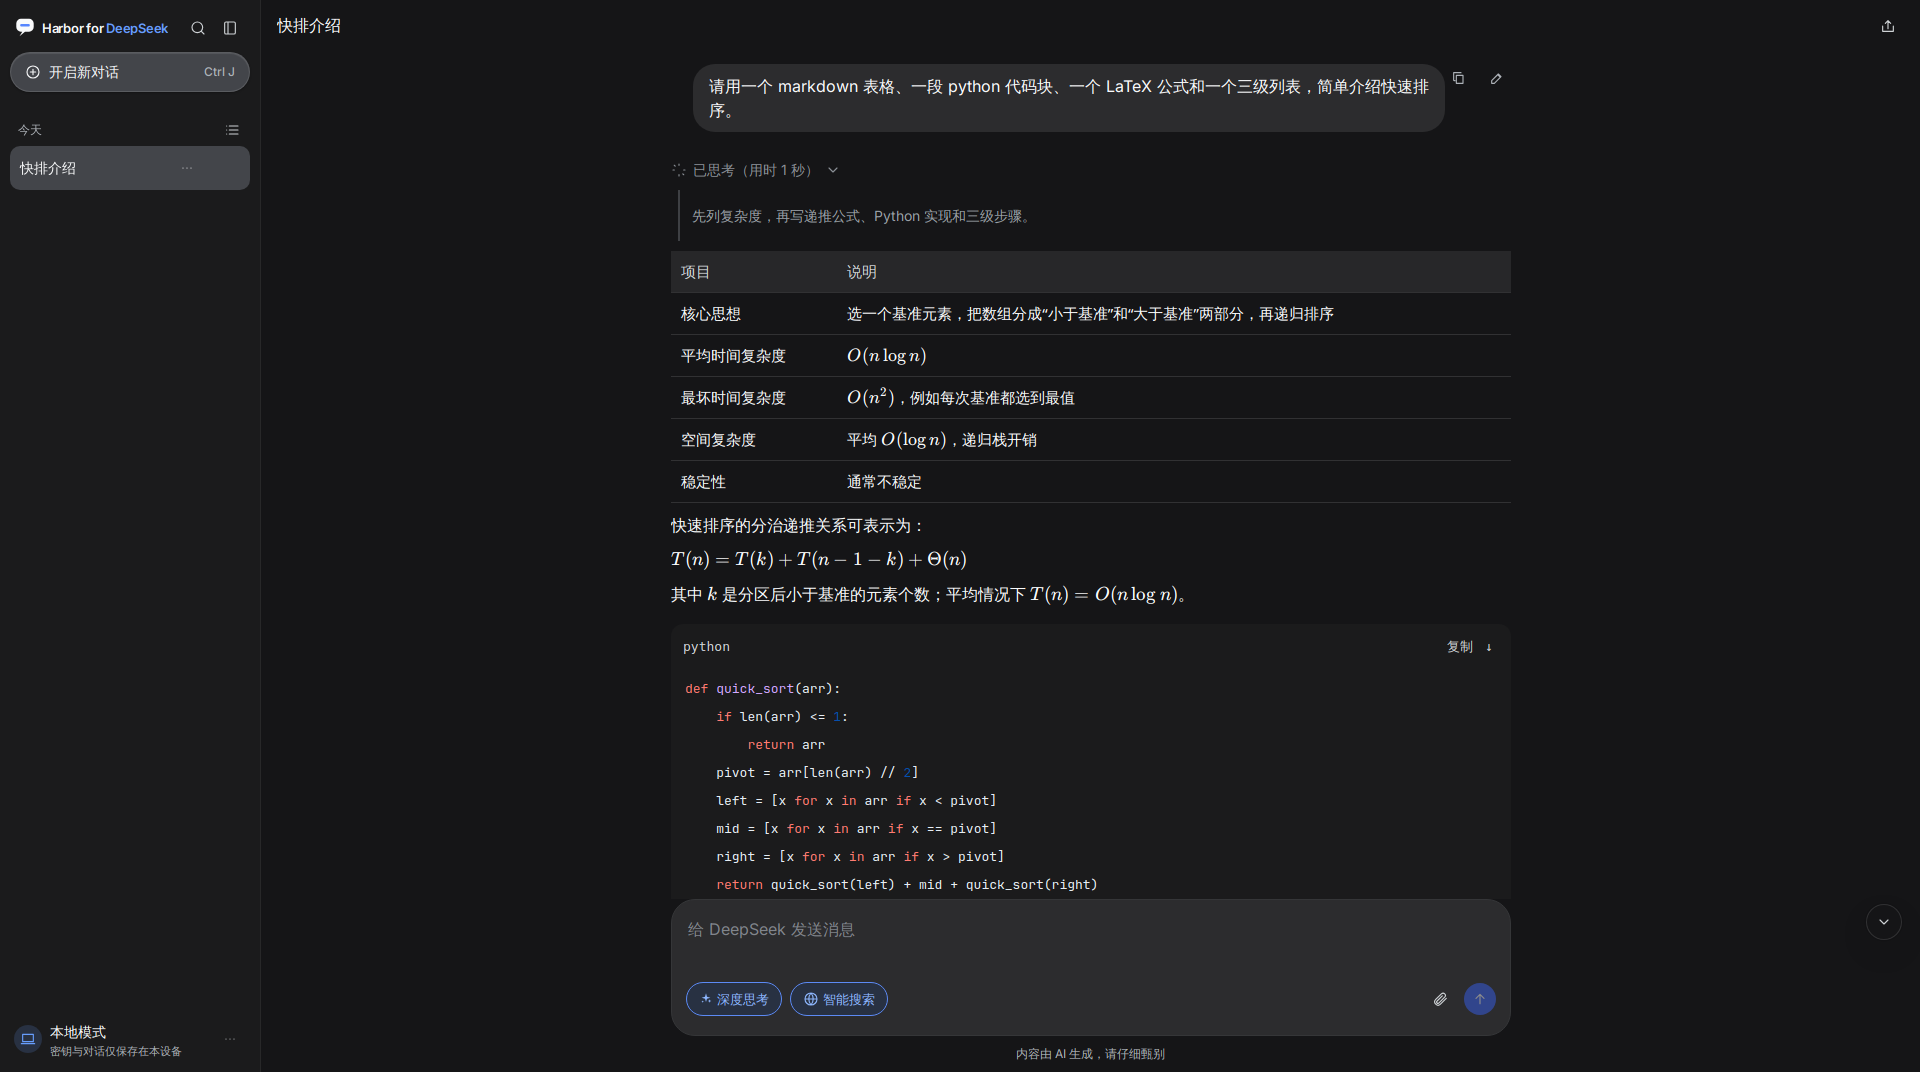 Harbor for DeepSeek
开启新对话 Ctrl J
今天
快排介绍
本地模式
密钥与对话仅保存在本设备
快排介绍
请用一个 markdown 表格、一段 python 代码块、一个 LaTeX 公式和一个三级列表，简单介绍快速排
序。
已思考（用时 1 秒）
先列复杂度，再写递推公式、Python 实现和三级步骤。
项目 说明
核心思想 选一个基准元素，把数组分成“小于基准”和“大于基准”两部分，再递归排序
平均时间复杂度 O(n log n)
最坏时间复杂度 O(n²)，例如每次基准都选到最值
空间复杂度 平均 O(log n)，递归栈开销
稳定性 通常不稳定
快速排序的分治递推关系可表示为：
T(n) = T(k) + T(n − 1 − k) + Θ(n)
其中 k 是分区后小于基准的元素个数；平均情况下 T(n) = O(n log n)。
python 复制 ↓
def quick_sort(arr):
    if len(arr) <= 1:
        return arr
    pivot = arr[len(arr) // 2]
    left = [x for x in arr if x < pivot]
    mid = [x for x in arr if x == pivot]
    right = [x for x in arr if x > pivot]
    return quick_sort(left) + mid + quick_sort(right)
给 DeepSeek 发送消息
深度思考 智能搜索
内容由 AI 生成，请仔细甄别